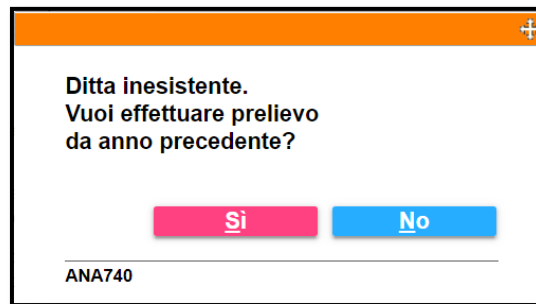 Ditta inesistente.
Vuoi effettuare prelievo
da anno precedente?
Sì
No
ANA740